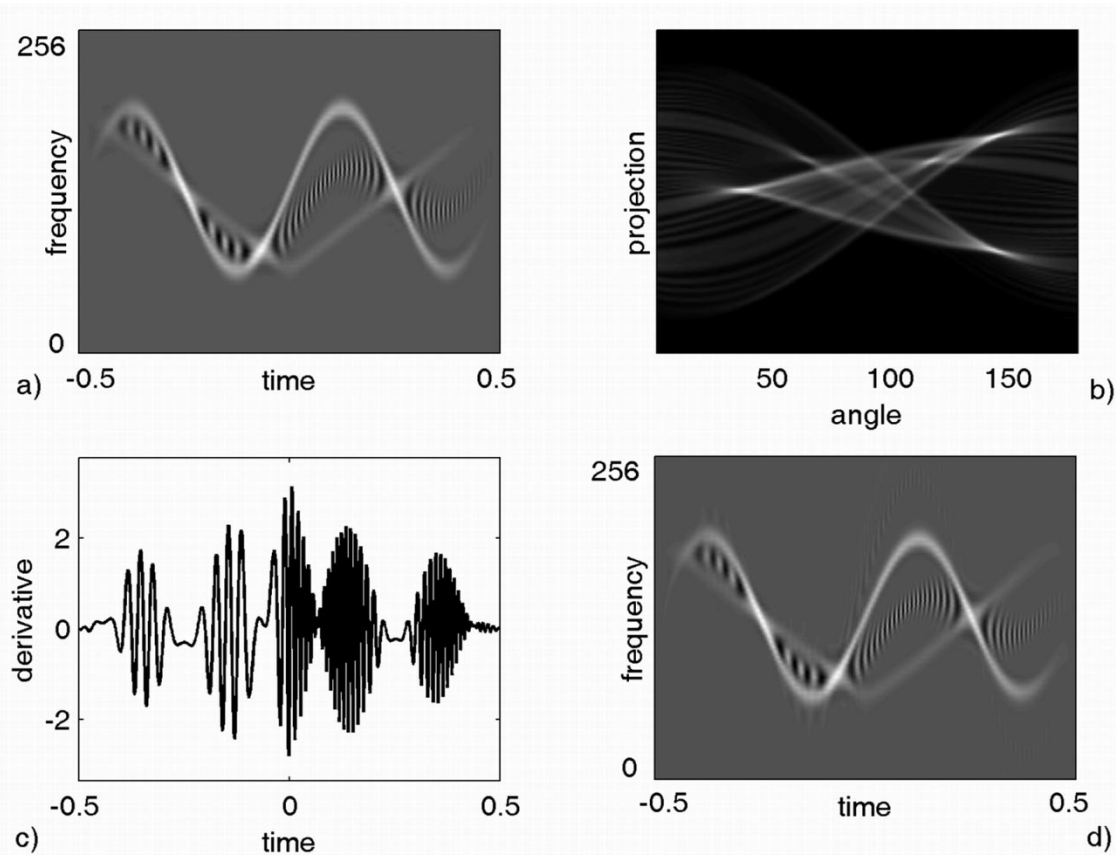 256
frequency
0
-0.5
time
0.5
a)
projection
50
100
150
angle
b)
derivative
2
0
-2
-0.5
0
0.5
time
c)
256
frequency
0
-0.5
time
0.5
d)